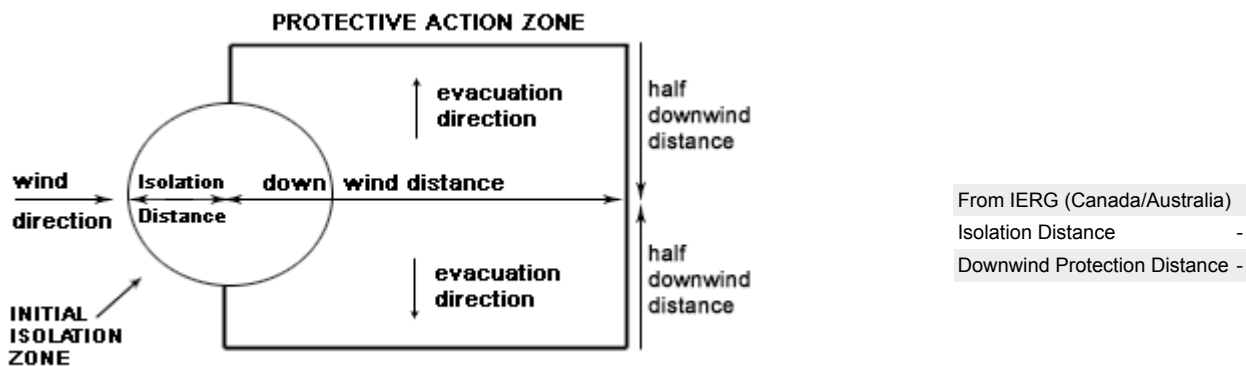 PROTECTIVE ACTION ZONE
evacuation
direction
half
downwind
distance
wind
direction
Isolation
Distance
down wind distance
evacuation
direction
half
downwind
distance
INITIAL
ISOLATION
ZONE
From IERG (Canada/Australia)
Isolation Distance -
Downwind Protection Distance -